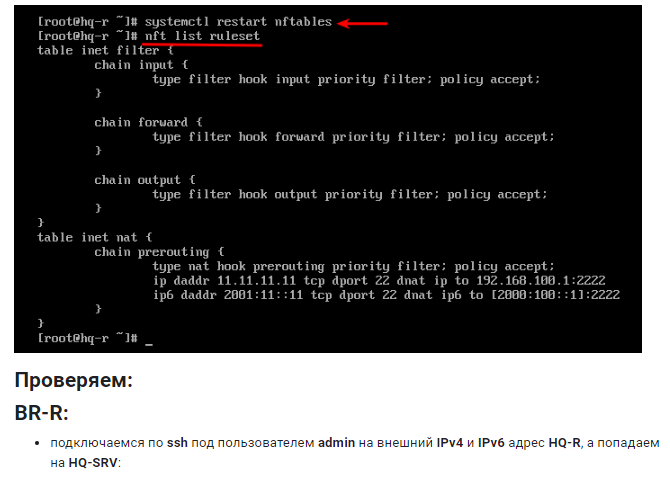 [root@hq-r ~]# systemctl restart nftables
[root@hq-r ~]# nft list ruleset
table inet filter {
chain input {
type filter hook input priority filter; policy accept;
}
chain forward {
type filter hook forward priority filter; policy accept;
}
chain output {
type filter hook output priority filter; policy accept;
}
}
table inet nat {
chain prerouting {
type nat hook prerouting priority filter; policy accept;
ip daddr 11.11.11.11 tcp dport 22 dnat ip to 192.168.100.1:2222
ip6 daddr 2001:11::11 tcp dport 22 dnat ip6 to [2000:100::1]:2222
}
}
[root@hq-r ~]# _
Проверяем:
BR-R:
• подключаемся по ssh под пользователем admin на внешний IPv4 и IPv6 адрес HQ-R, а попадаем
на HQ-SRV: